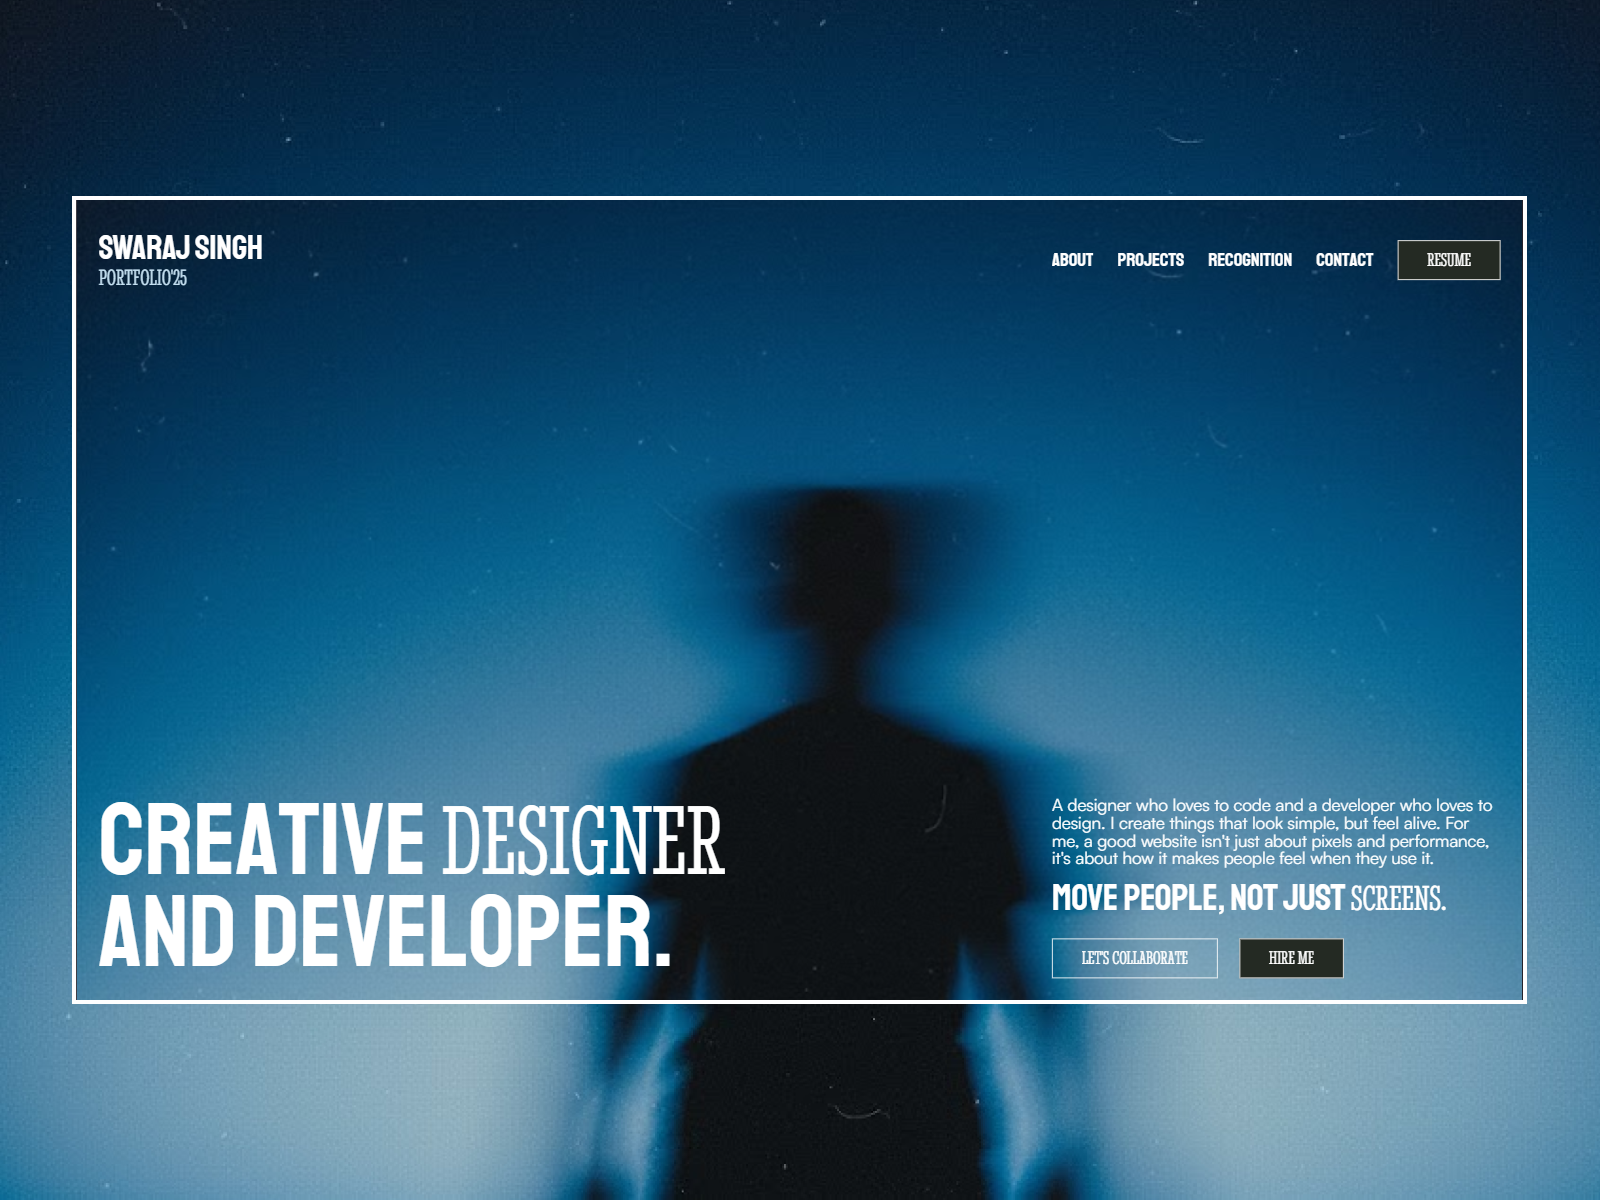 SWARAJ SINGH
PORTFOLIO'25
ABOUT PROJECTS RECOGNITION CONTACT RESUME
CREATIVE DESIGNER
AND DEVELOPER.
A designer who loves to code and a developer who loves to
design. I create things that look simple, but feel alive. For
me, a good website isn't just about pixels and performance,
it's about how it makes people feel when they use it.
MOVE PEOPLE, NOT JUST SCREENS.
LET'S COLLABORATE HIRE ME